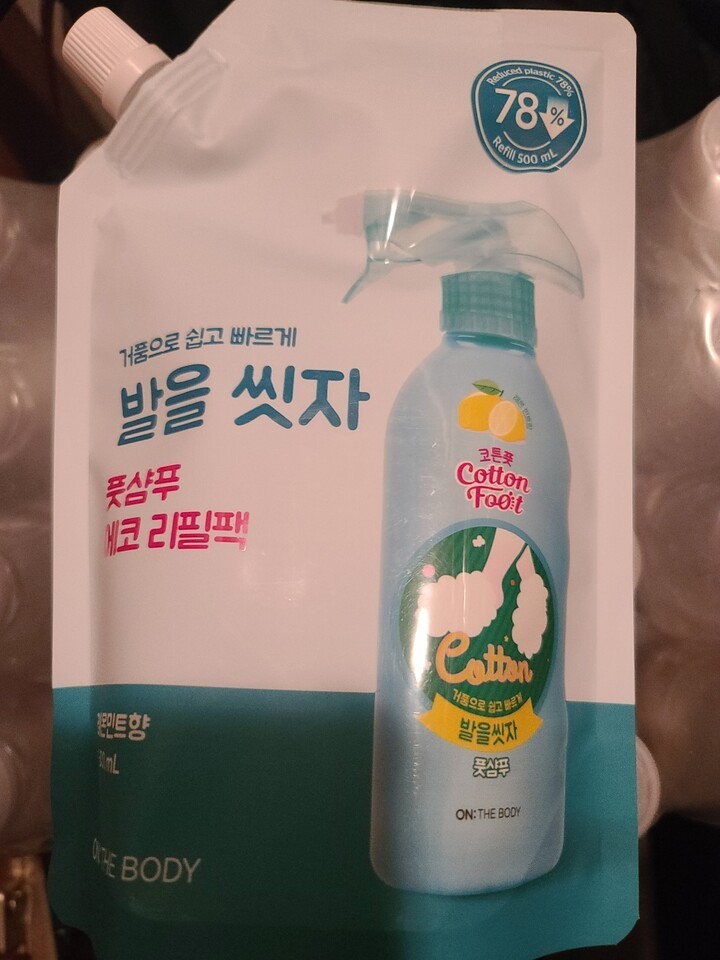 Reduced plastic 78%
78%
Refill 500 mL
거품으로 쉽고 빠르게
발을 씻자
풋샴푸
에코 리필팩
레몬민트향
500mL
ON: THE BODY
코튼풋
Cotton
Foot
Cotton
거품으로 쉽고 빠르게
발을씻자
풋샴푸
ON: THE BODY